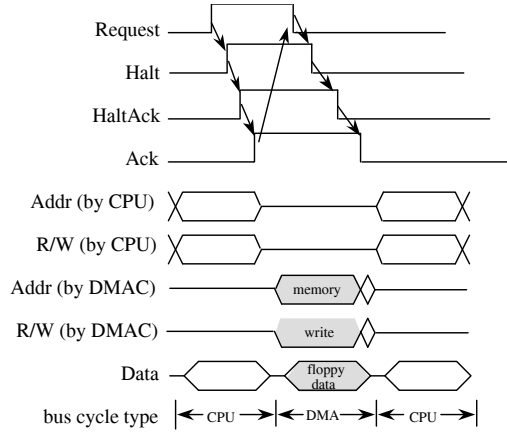 Request
Halt
HaltAck
Ack
Addr (by CPU)
R/W (by CPU)
Addr (by DMAC)
memory
R/W (by DMAC)
write
Data
floppy
data
bus cycle type
CPU
DMA
CPU